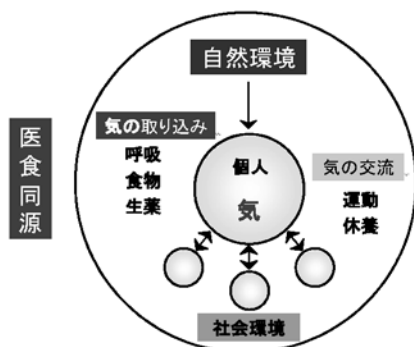 自然環境
医食同源
気の取り込み
呼吸
食物
生薬
個人
気
気の交流
運動
休養
社会環境